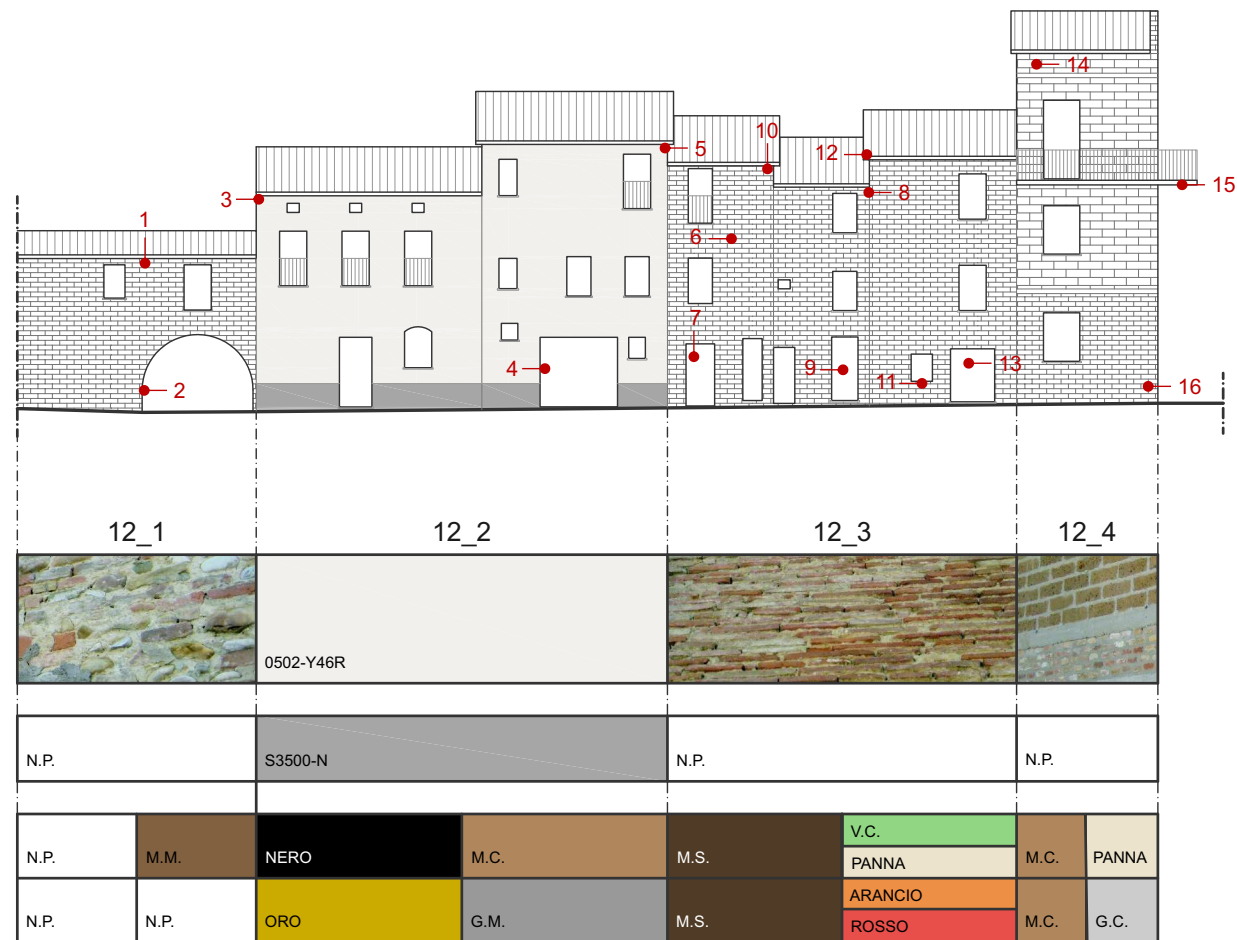 14
10
5
12
15
3
8
1
6
7
4
9
13
11
2
16
12_1
12_2
12_3
12_4
0502-Y46R
N.P.
S3500-N
N.P.
N.P.
N.P.
M.M.
NERO
M.C.
M.S.
V.C.
PANNA
M.C.
PANNA
N.P.
N.P.
ORO
G.M.
M.S.
ARANCIO
ROSSO
M.C.
G.C.